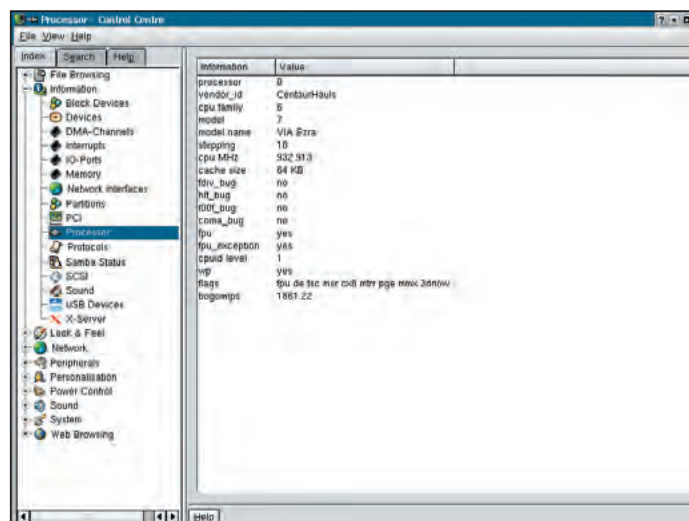 Processor - Control Centre
File View Help
Index Search Help
File Browsing
Information
Block Devices
Devices
DMA-Channels
Interrupts
IO-Ports
Memory
Network Interfaces
Partitions
PCI
Processor
Protocols
Samba Status
SCSI
Sound
USB Devices
X-Server
Look & Feel
Network
Peripherals
Personalisation
Power Control
Sound
System
Web Browsing
Information Value
processor 0
vendor_id CentaurHauls
cpu family 6
model 7
model name VIA Ezra
stepping 10
cpu MHz 932.913
cache size 64 KB
fdiv_bug no
hlt_bug no
f00f_bug no
coma_bug no
fpu yes
fpu_exception yes
cpuid level 1
wp yes
flags fpu de tsc msr cx8 mtrr pge mmx 3dnow
bogomips 1861.22
Help